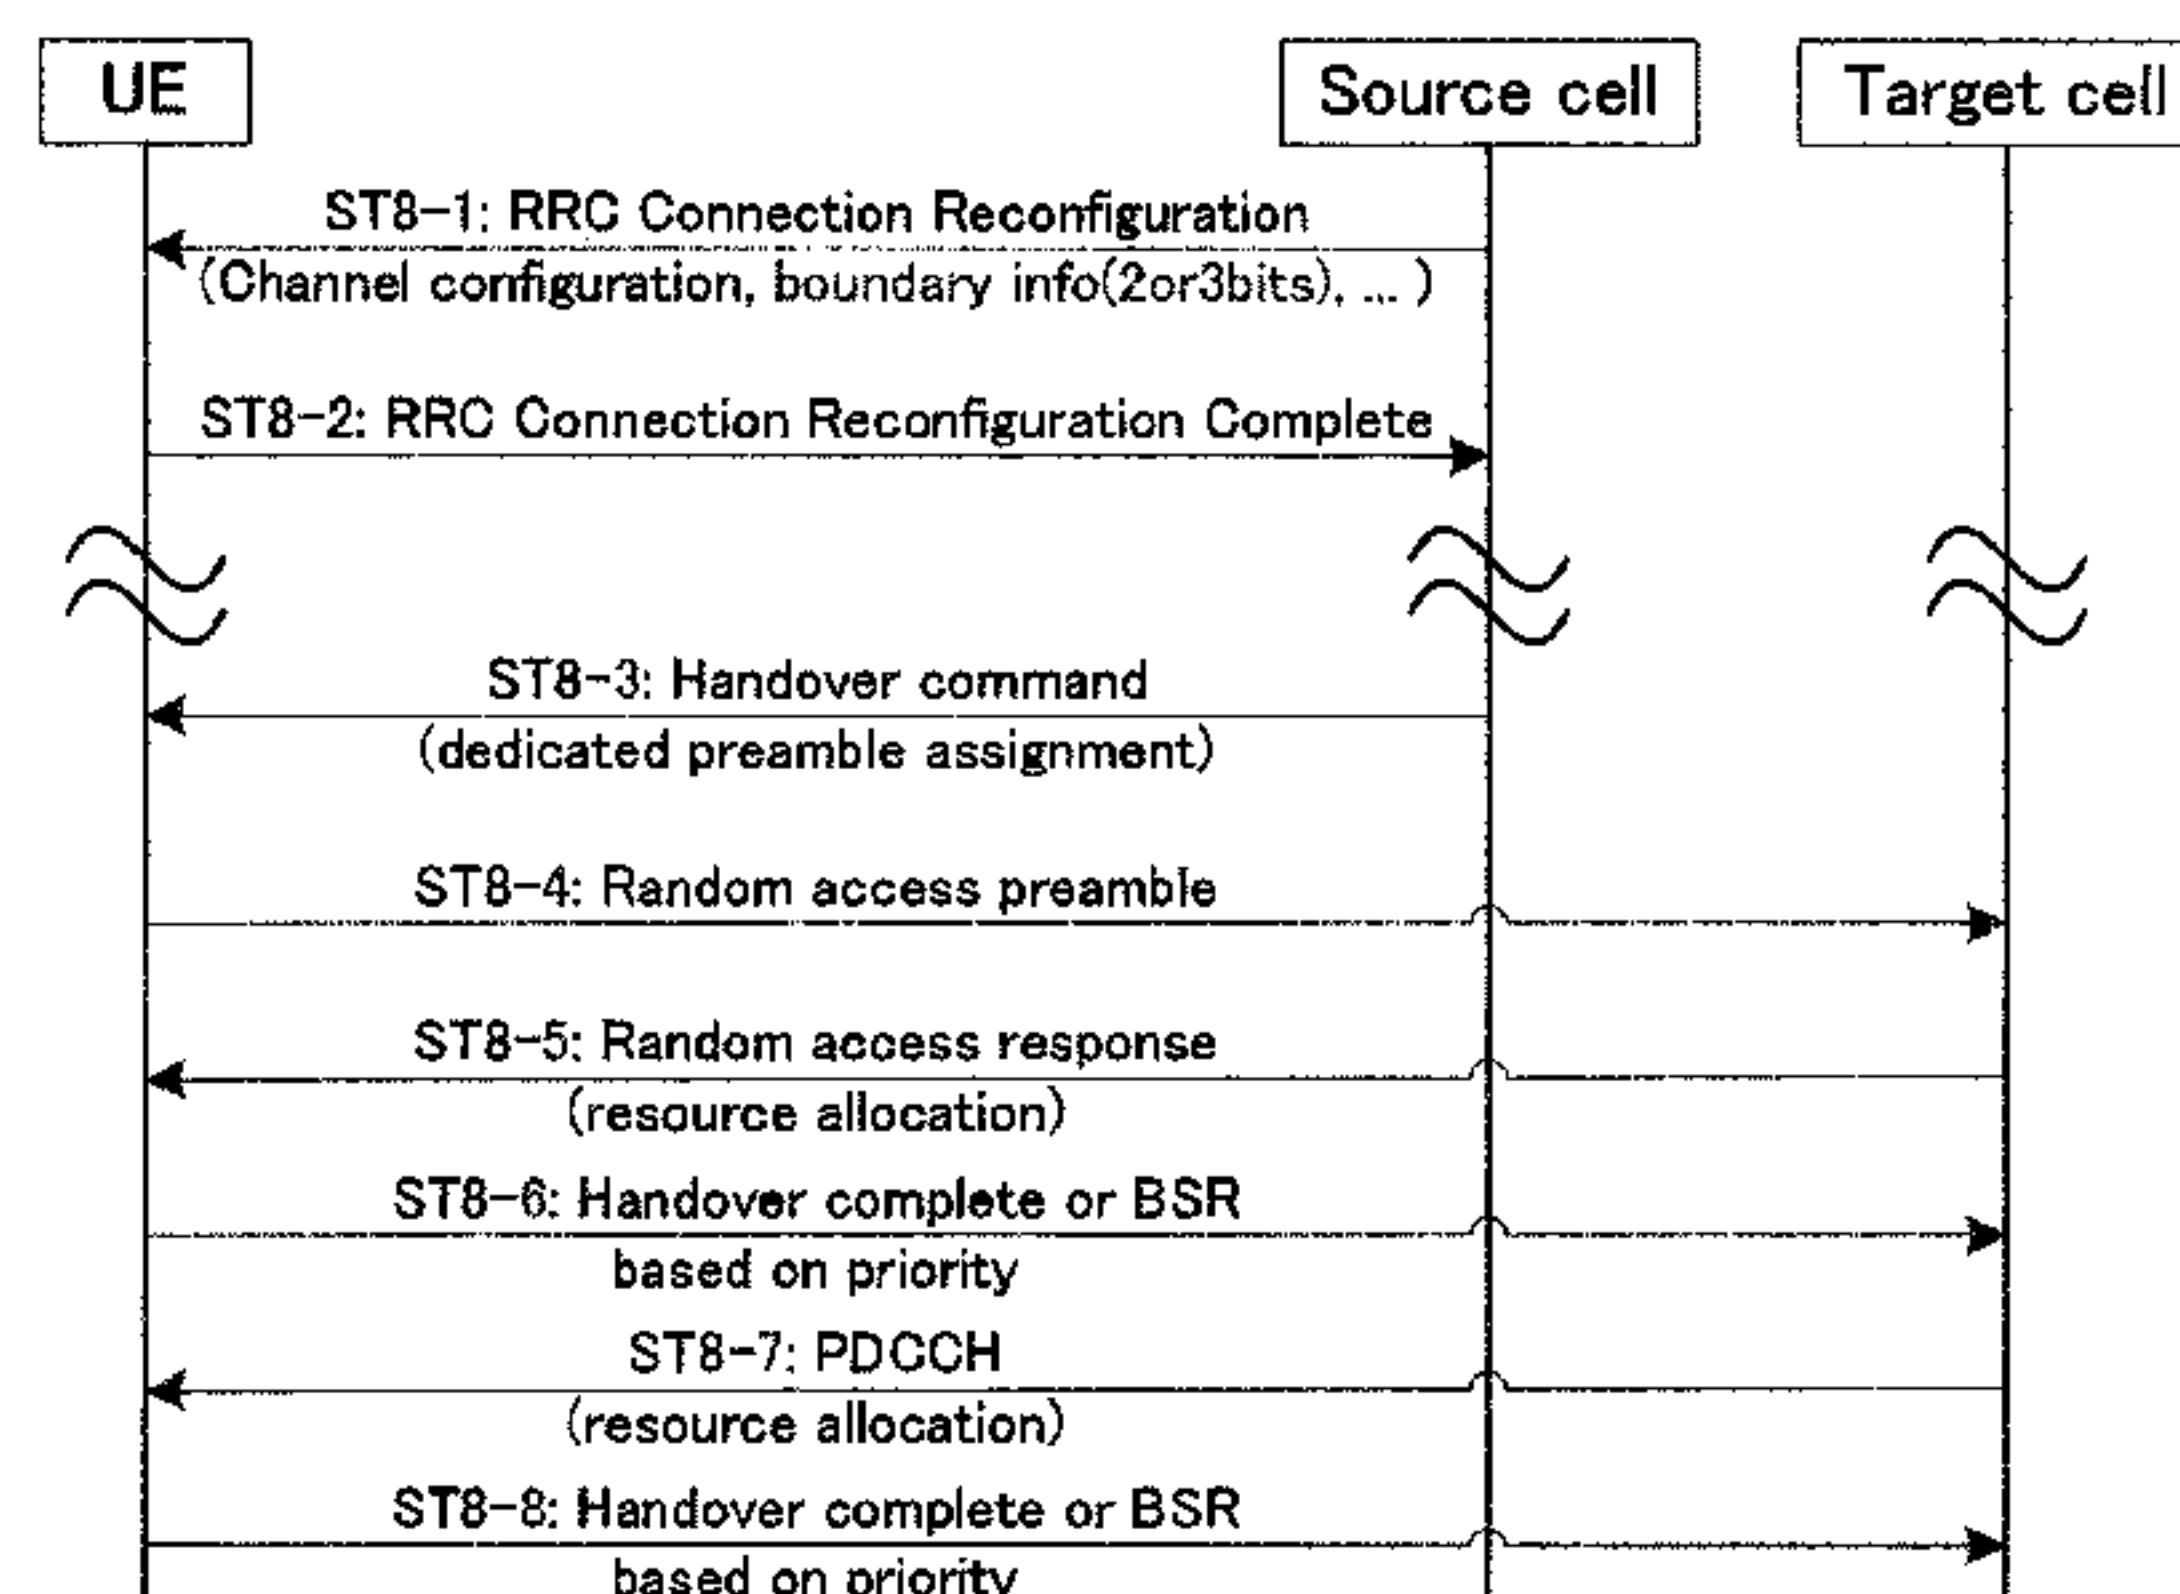 UE
Source cell
Target cell
ST8-1: RRC Connection Reconfiguration
(Channel configuration, boundary info(2or3bits), ... )
ST8-2: RRC Connection Reconfiguration Complete
ST8-3: Handover command
(dedicated preamble assignment)
ST8-4: Random access preamble
ST8-5: Random access response
(resource allocation)
ST8-6: Handover complete or BSR
based on priority
ST8-7: PDCCH
(resource allocation)
ST8-8: Handover complete or BSR
based on priority